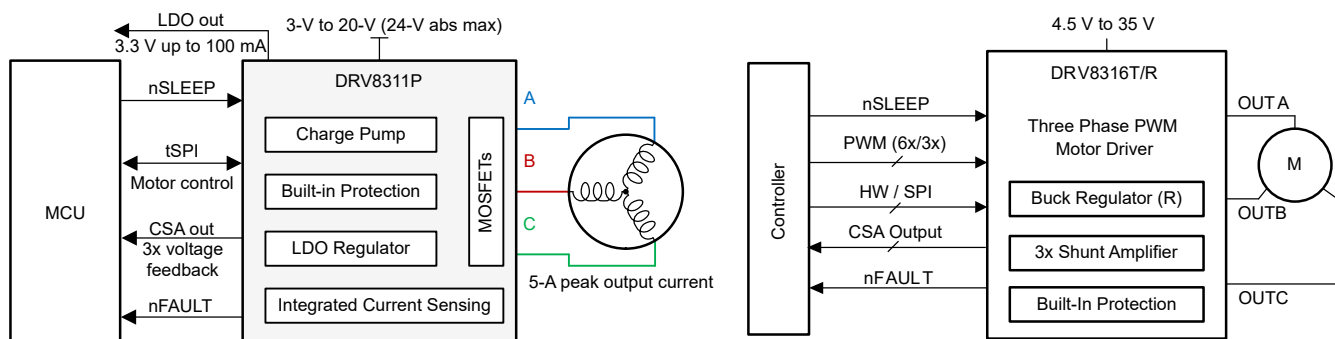 LDO out
3.3 V up to 100 mA
3-V to 20-V (24-V abs max)
MCU
nSLEEP
tSPI
Motor control
CSA out
3x voltage
feedback
nFAULT
DRV8311P
Charge Pump
Built-in Protection
LDO Regulator
Integrated Current Sensing
MOSFETs
A
B
C
5-A peak output current
4.5 V to 35 V
Controller
nSLEEP
PWM (6x/3x)
HW / SPI
CSA Output
nFAULT
DRV8316T/R
Three Phase PWM
Motor Driver
Buck Regulator (R)
3x Shunt Amplifier
Built-In Protection
OUTA
M
OUTB
OUTC